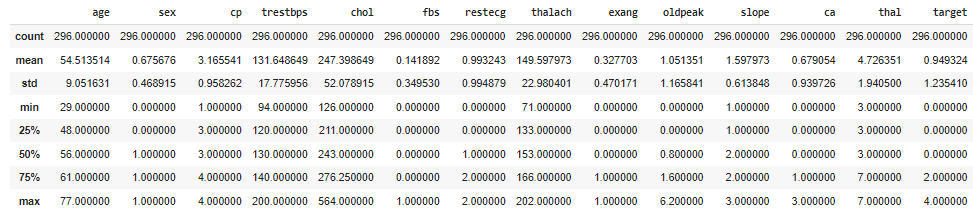 age sex cp trestbps chol fbs restecg thalach exang oldpeak slope ca thal target
count 296.000000 296.000000 296.000000 296.000000 296.000000 296.000000 296.000000 296.000000 296.000000 296.000000 296.000000 296.000000 296.000000 296.000000
mean 54.513514 0.675676 3.165541 131.648649 247.398649 0.141892 0.993243 149.597973 0.327703 1.051351 1.597973 0.679054 4.726351 0.949324
std 9.051631 0.468915 0.958262 17.775956 52.078915 0.349530 0.994879 22.980401 0.470171 1.165841 0.613848 0.939726 1.940500 1.235410
min 29.000000 0.000000 1.000000 94.000000 126.000000 0.000000 0.000000 71.000000 0.000000 0.000000 1.000000 0.000000 3.000000 0.000000
25% 48.000000 0.000000 3.000000 120.000000 211.000000 0.000000 0.000000 133.000000 0.000000 0.000000 1.000000 0.000000 3.000000 0.000000
50% 56.000000 1.000000 3.000000 130.000000 243.000000 0.000000 1.000000 153.000000 0.000000 0.800000 2.000000 0.000000 3.000000 0.000000
75% 61.000000 1.000000 4.000000 140.000000 276.250000 0.000000 2.000000 166.000000 1.000000 1.600000 2.000000 1.000000 7.000000 2.000000
max 77.000000 1.000000 4.000000 200.000000 564.000000 1.000000 2.000000 202.000000 1.000000 6.200000 3.000000 3.000000 7.000000 4.000000